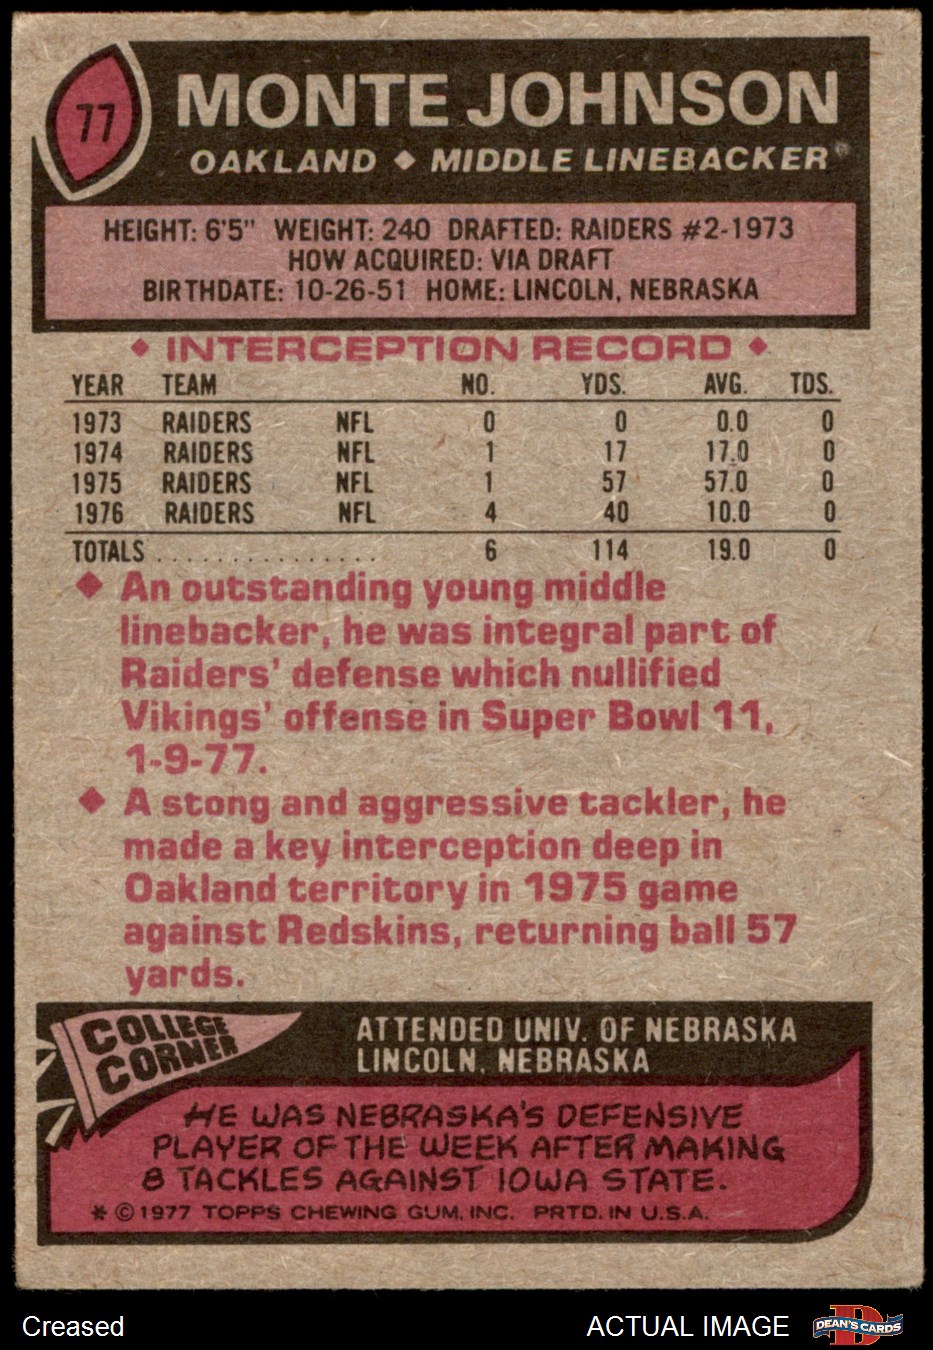 77
MONTE JOHNSON
OAKLAND ◆ MIDDLE LINEBACKER
HEIGHT: 6'5" WEIGHT: 240 DRAFTED: RAIDERS #2-1973
HOW ACQUIRED: VIA DRAFT
BIRTHDATE: 10-26-51 HOME: LINCOLN, NEBRASKA
◆ INTERCEPTION RECORD ◆
YEAR TEAM NO. YDS. AVG. TDS.
1973 RAIDERS NFL 0 0 0.0 0
1974 RAIDERS NFL 1 17 17.0 0
1975 RAIDERS NFL 1 57 57.0 0
1976 RAIDERS NFL 4 40 10.0 0
TOTALS . . . . . . . . . . . . . . . 6 114 19.0 0
◆ An outstanding young middle
linebacker, he was integral part of
Raiders' defense which nullified
Vikings' offense in Super Bowl 11,
1-9-77.
◆ A stong and aggressive tackler, he
made a key interception deep in
Oakland territory in 1975 game
against Redskins, returning ball 57
yards.
COLLEGE
CORNER
ATTENDED UNIV. OF NEBRASKA
LINCOLN, NEBRASKA
HE WAS NEBRASKA'S DEFENSIVE
PLAYER OF THE WEEK AFTER MAKING
8 TACKLES AGAINST IOWA STATE.
* © 1977 TOPPS CHEWING GUM, INC. PRTD. IN U.S.A.
Creased
ACTUAL IMAGE
D
DEAN'S CARDS